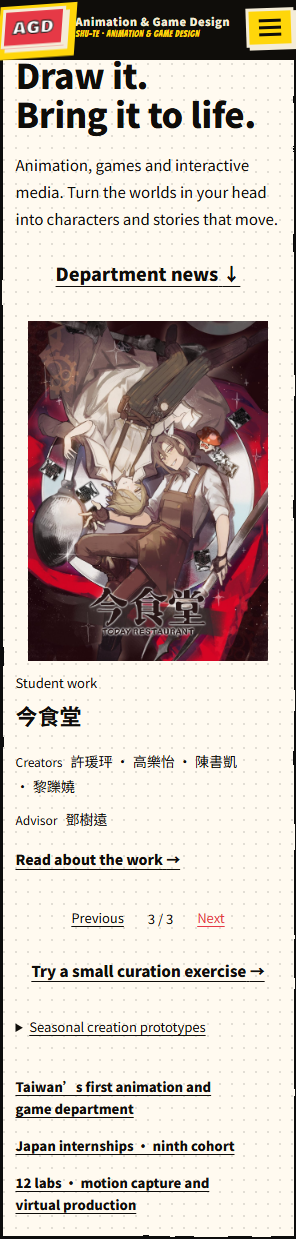 AGD
Animation & Game Design
SHU-TE · ANIMATION & GAME DESIGN
Draw it.
Bring it to life.
Animation, games and interactive
media. Turn the worlds in your head
into characters and stories that move.
Department news ↓
今食堂
TODAY RESTAURANT
Student work
今食堂
Creators 許瑗玶 · 高樂怡 · 陳書凱
· 黎躒嬈
Advisor 鄧樹遠
Read about the work →
Previous 3 / 3 Next
Try a small curation exercise →
▶ Seasonal creation prototypes
Taiwan’s first animation and
game department
Japan internships · ninth cohort
12 labs · motion capture and
virtual production